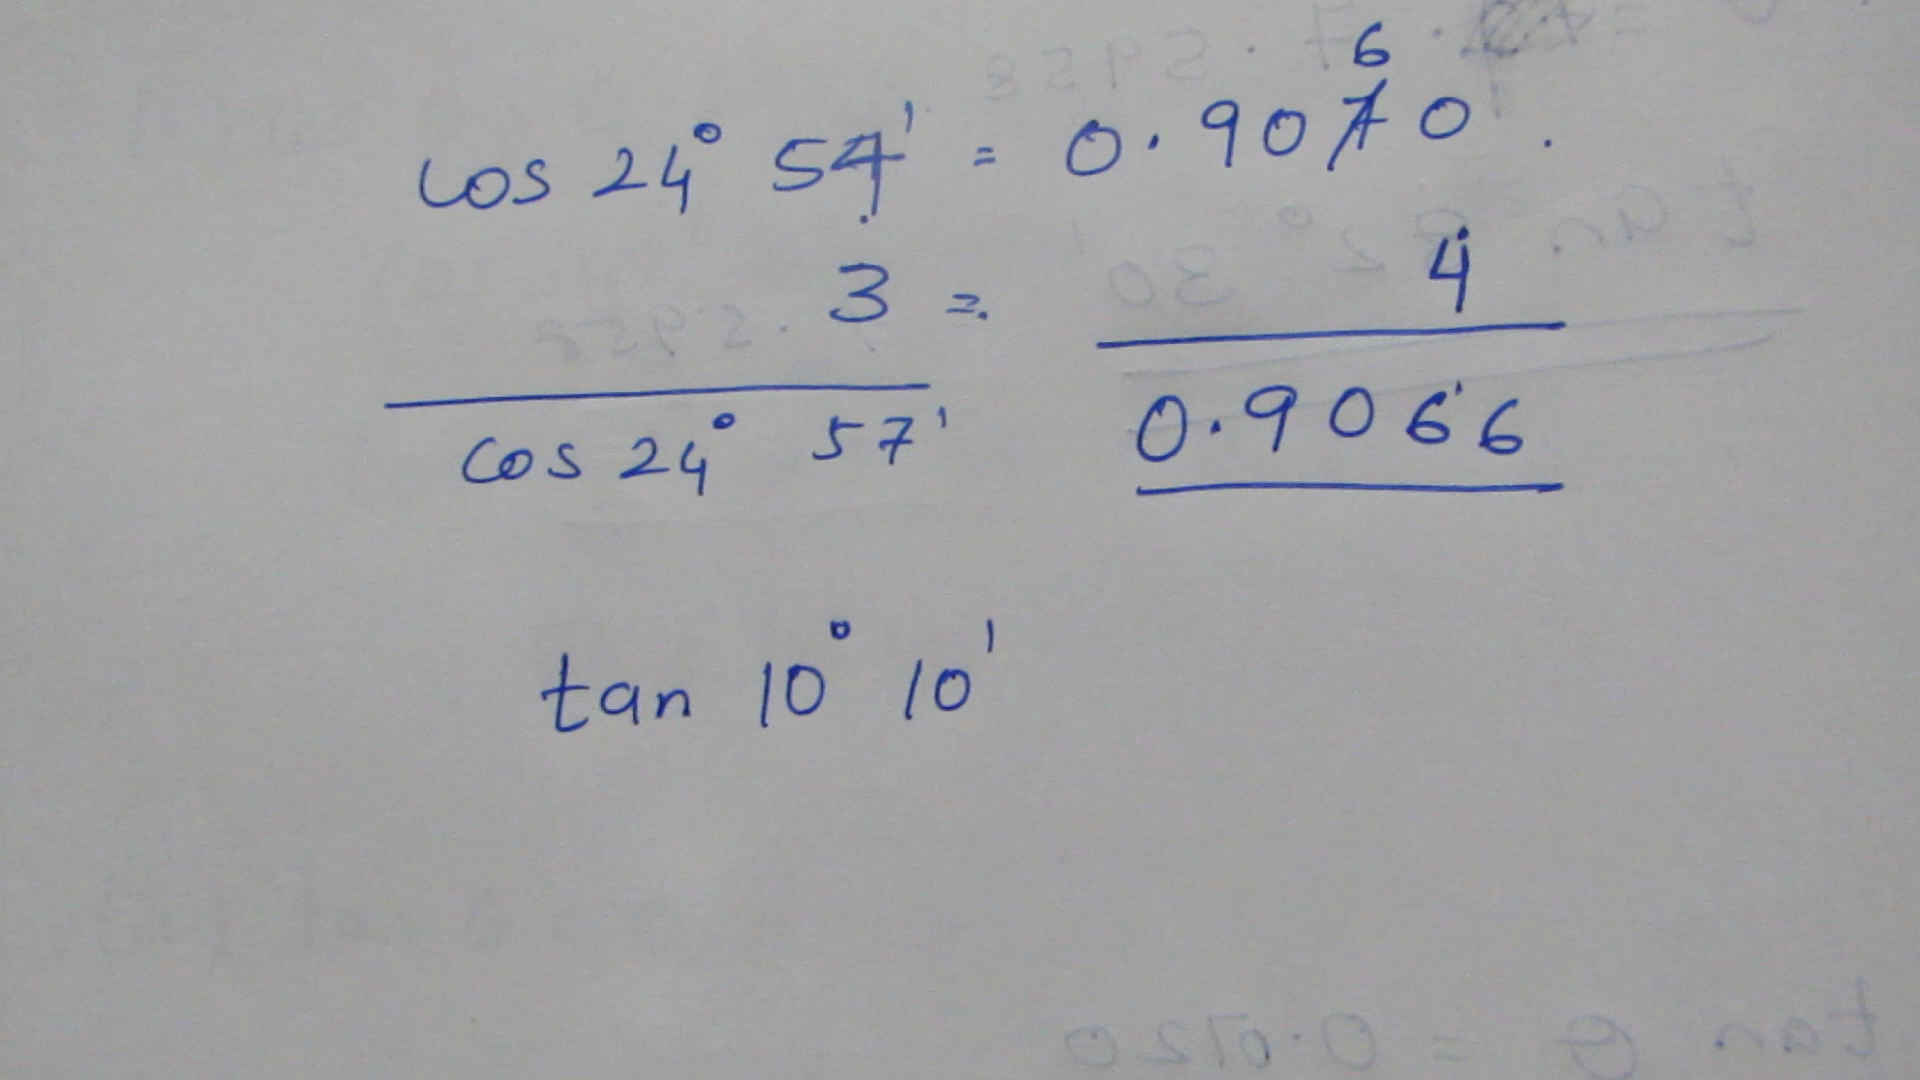 6
cos 24° 54' = 0.9070.
3 = 4
cos 24° 57' 0.9066
tan 10° 10'